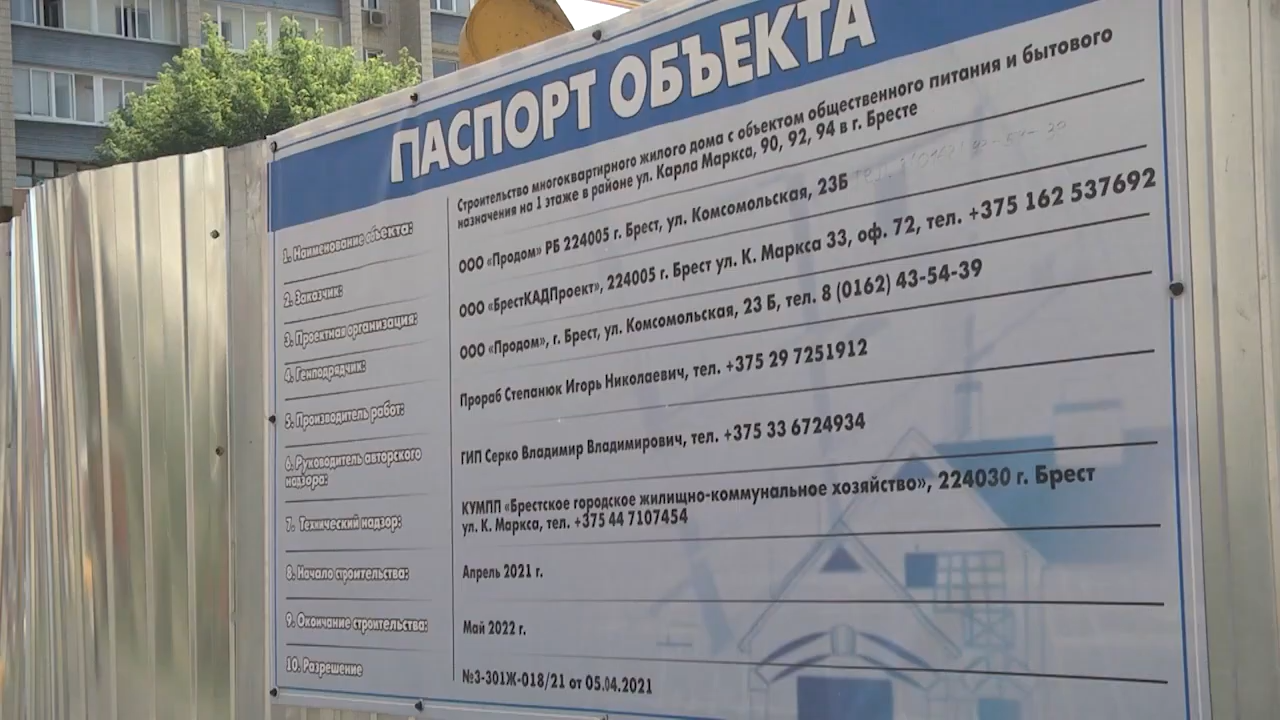 ПАСПОРТ ОБЪЕКТА
1. Наименование объекта:
Строительство многоквартирного жилого дома с объектом общественного питания и бытового
назначения на 1 этаже в районе ул. Карла Маркса, 90, 92, 94 в г. Бресте
2. Заказчик:
ООО «Продом» РБ 224005 г. Брест, ул. Комсомольская, 23Б
3. Проектная организация:
ООО «БрестКАДПроект», 224005 г. Брест ул. К. Маркса 33, оф. 72, тел. +375 162 537692
4. Генподрядчик:
ООО «Продом», г. Брест, ул. Комсомольская, 23 Б, тел. 8 (0162) 43-54-39
5. Производитель работ:
Прораб Степанюк Игорь Николаевич, тел. +375 29 7251912
6. Руководитель авторского
надзора:
ГИП Серко Владимир Владимирович, тел. +375 33 6724934
7. Технический надзор:
КУМПП «Брестское городское жилищно-коммунальное хозяйство», 224030 г. Брест
ул. К. Маркса, тел. +375 44 7107454
8. Начало строительства:
Апрель 2021 г.
9. Окончание строительства:
Май 2022 г.
10. Разрешение
№3-301Ж-018/21 от 05.04.2021